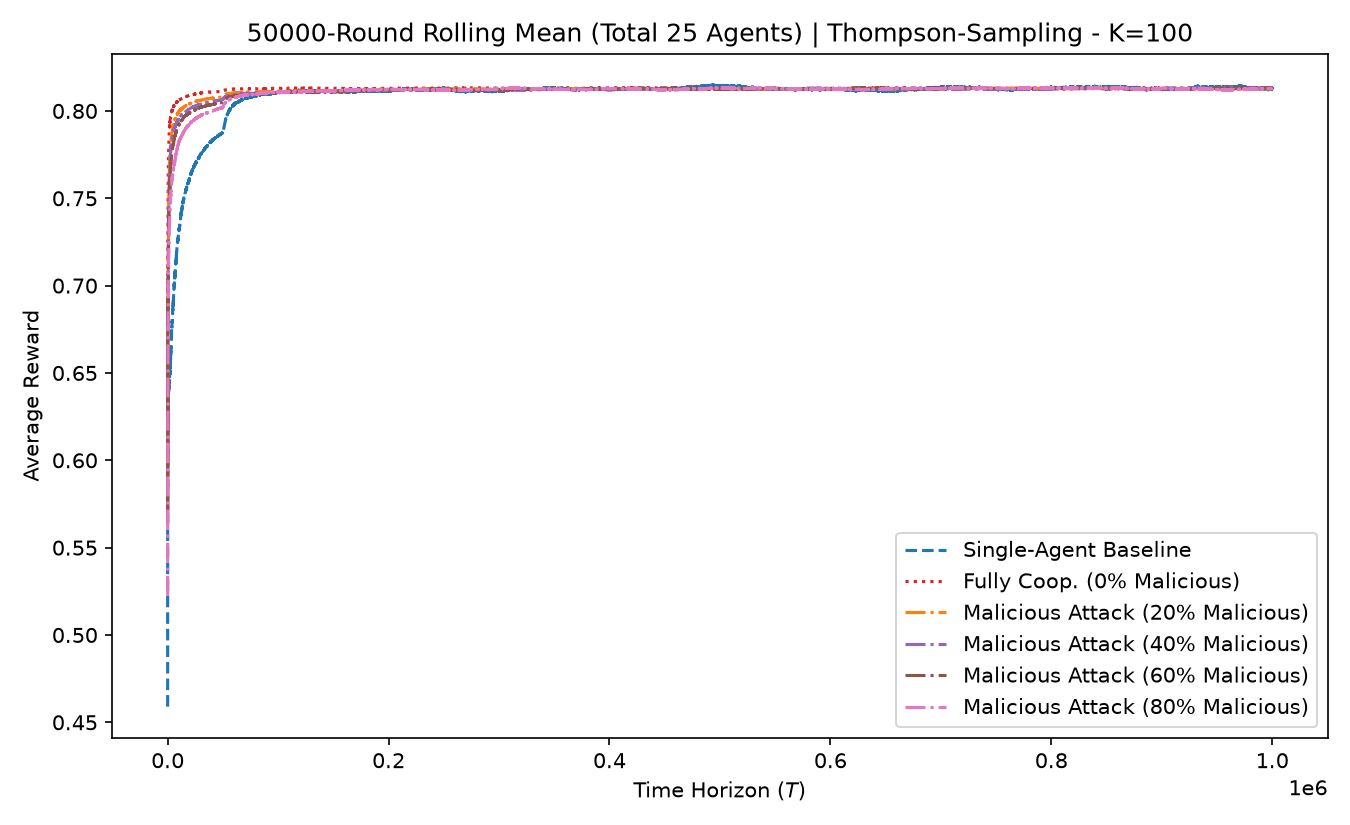 50000-Round Rolling Mean (Total 25 Agents) | Thompson-Sampling - K=100
Average Reward
0.80
0.75
0.70
0.65
0.60
0.55
0.50
0.45
Single-Agent Baseline
Fully Coop. (0% Malicious)
Malicious Attack (20% Malicious)
Malicious Attack (40% Malicious)
Malicious Attack (60% Malicious)
Malicious Attack (80% Malicious)
0.0 0.2 0.4 0.6 0.8 1.0
1e6
Time Horizon (T)